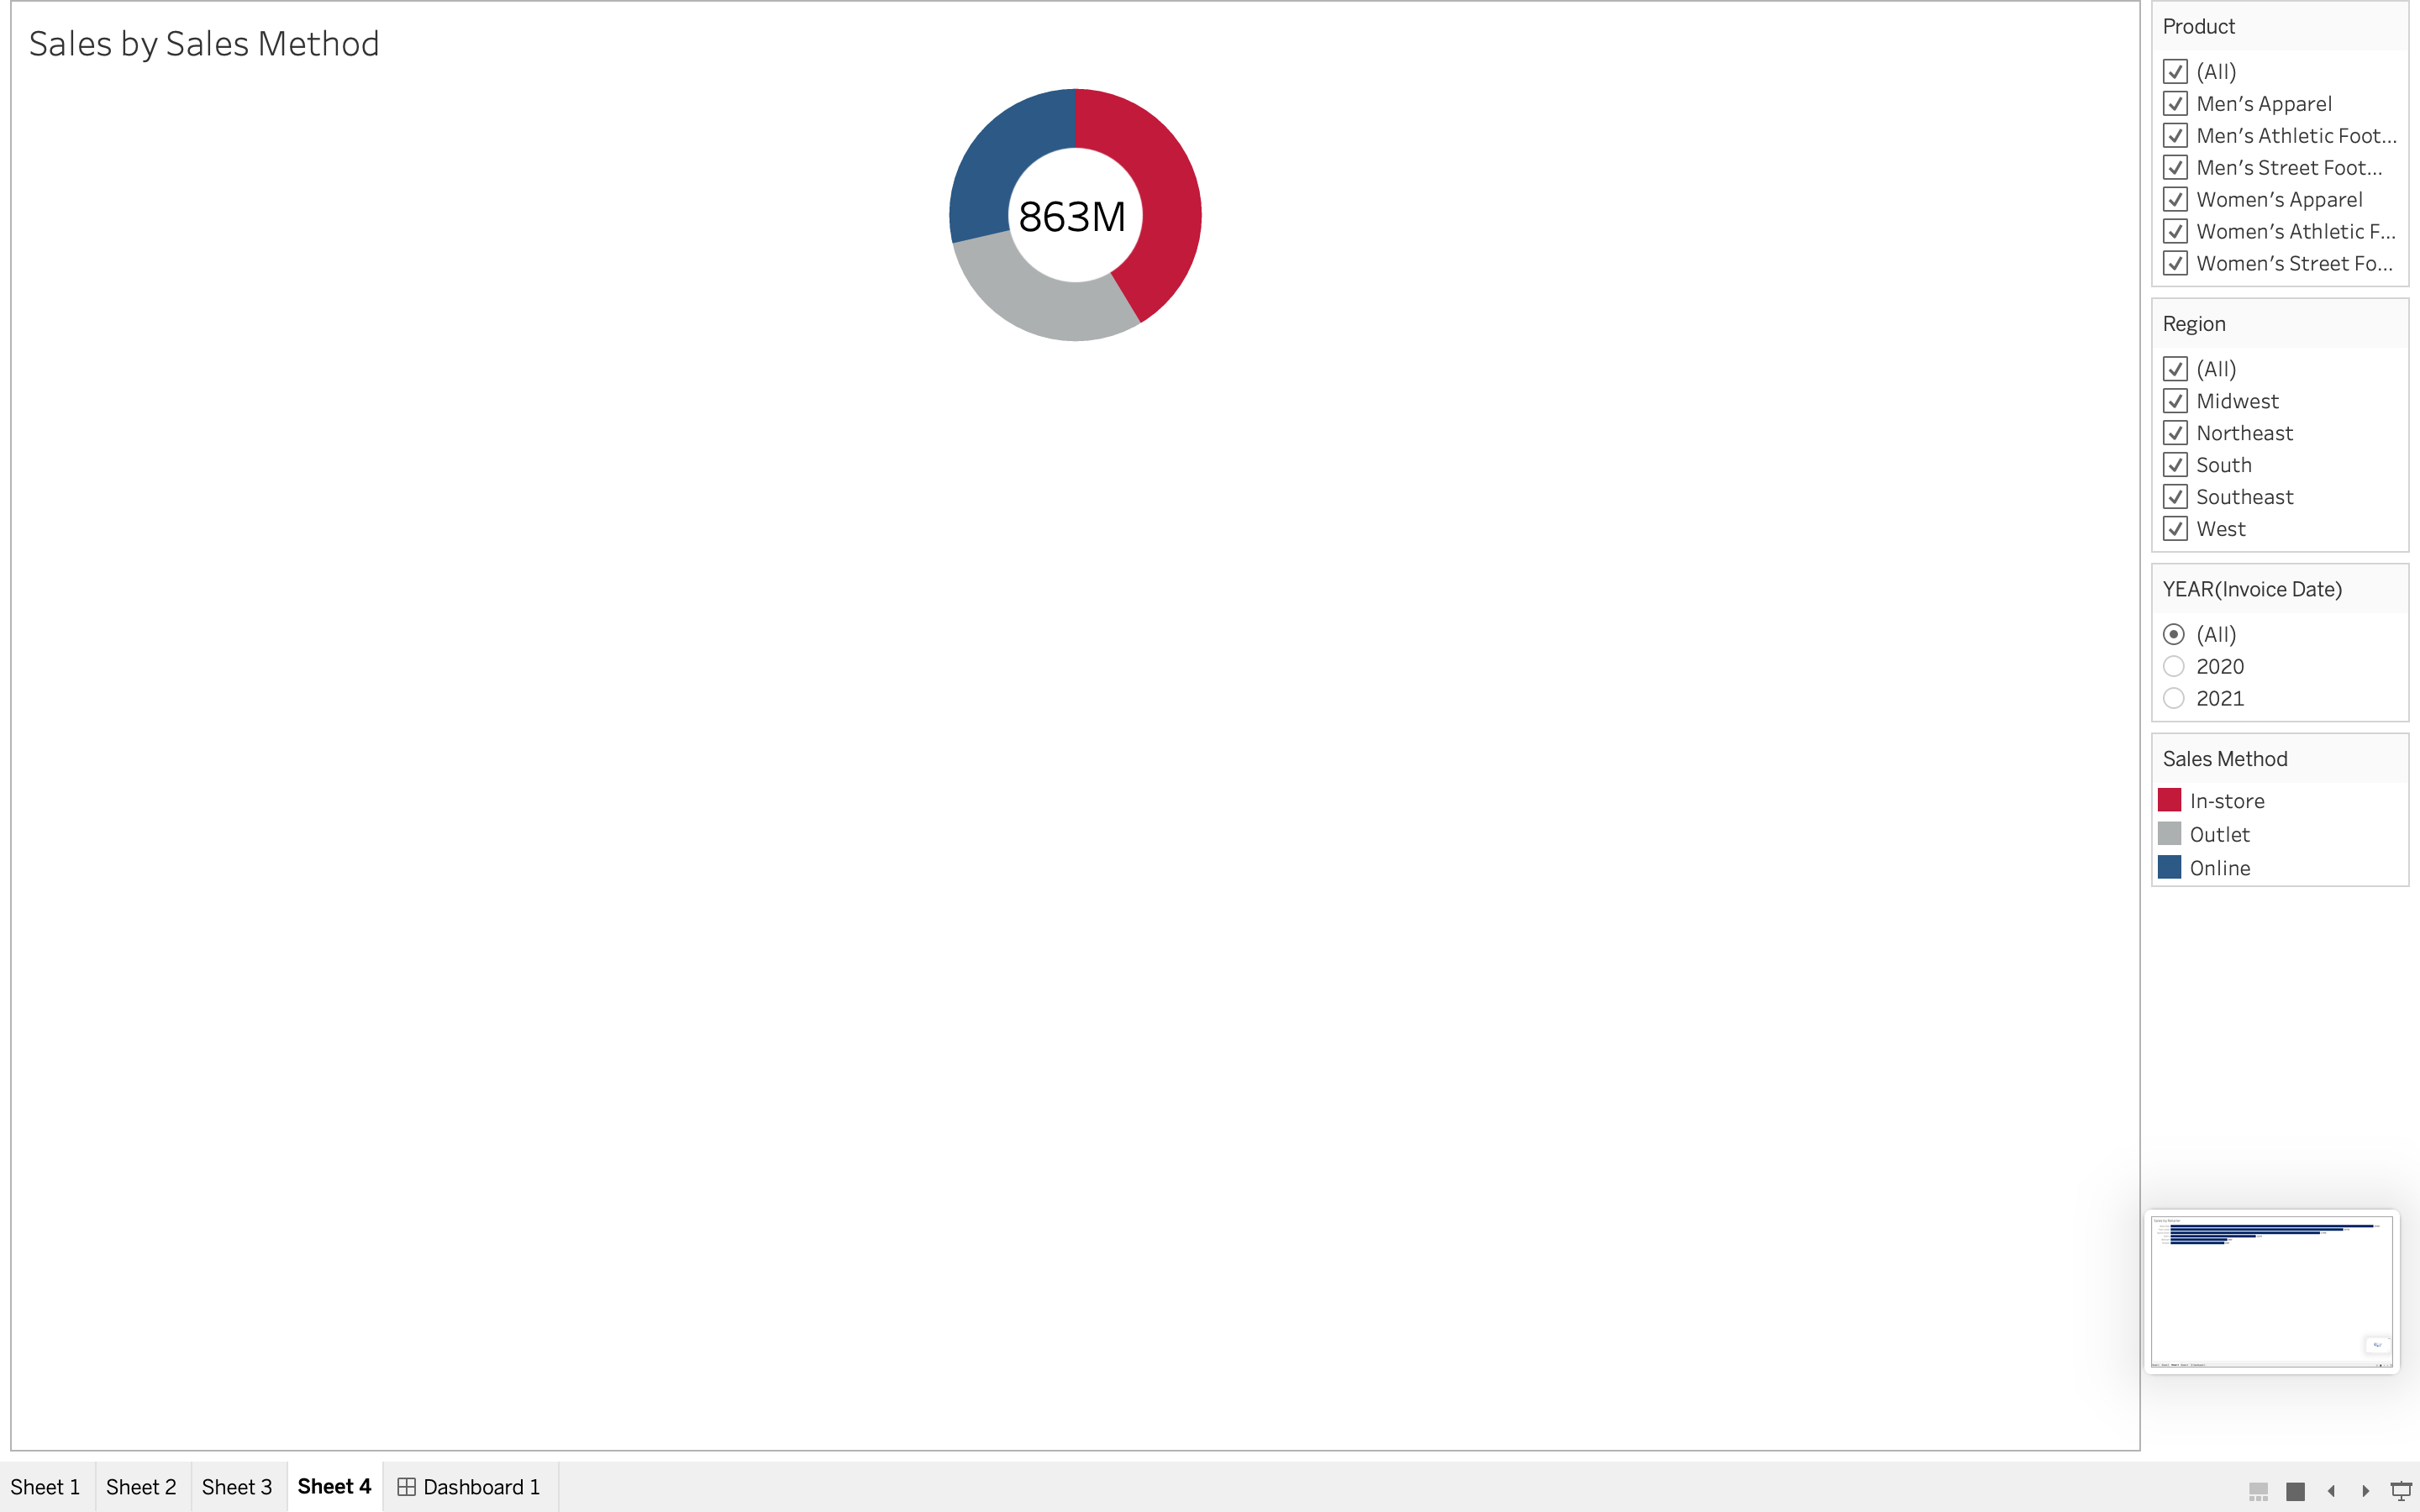 Sales by Sales Method
863M
Product
(All)
Men's Apparel
Men's Athletic Foot...
Men's Street Foot...
Women's Apparel
Women's Athletic F...
Women's Street Fo...
Region
(All)
Midwest
Northeast
South
Southeast
West
YEAR(Invoice Date)
(All)
2020
2021
Sales Method
In-store
Outlet
Online
Sheet 1
Sheet 2
Sheet 3
Sheet 4
Dashboard 1